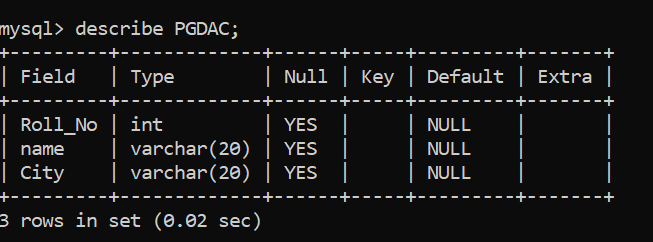 mysql> describe PGDAC;
+---------+-------------+------+-----+---------+-------+
| Field   | Type        | Null | Key | Default | Extra |
+---------+-------------+------+-----+---------+-------+
| Roll_No | int         | YES  |     | NULL    |       |
| name    | varchar(20) | YES  |     | NULL    |       |
| City    | varchar(20) | YES  |     | NULL    |       |
+---------+-------------+------+-----+---------+-------+
3 rows in set (0.02 sec)